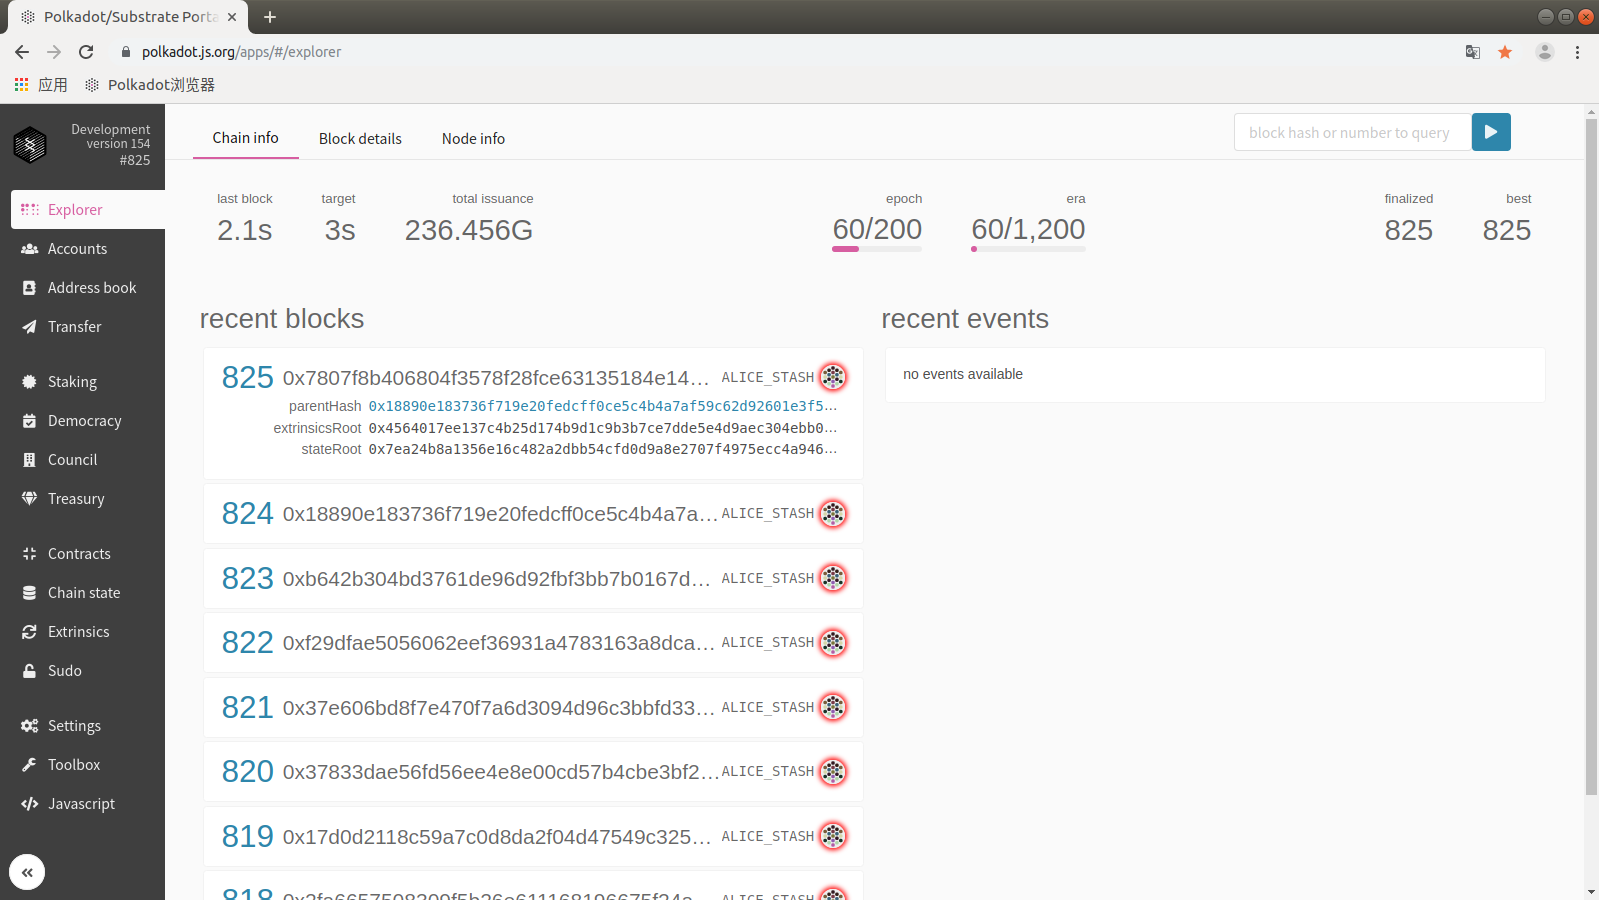 Polkadot/Substrate Porta
polkadot.js.org/apps/#/explorer
应用 Polkadot浏览器
Development
version 154
#825
Explorer
Accounts
Address book
Transfer
Staking
Democracy
Council
Treasury
Contracts
Chain state
Extrinsics
Sudo
Settings
Toolbox
Javascript
Chain info Block details Node info
block hash or number to query
last block target total issuance epoch era finalized best
2.1s 3s 236.456G 60/200 60/1,200 825 825
recent blocks
825 0x7807f8b406804f3578f28fce63135184e14... ALICE_STASH
parentHash 0x18890e183736f719e20fedcff0ce5c4b4a7af59c62d92601e3f5...
extrinsicsRoot 0x4564017ee137c4b25d174b9d1c9b3b7ce7dde5e4d9aec304ebb0...
stateRoot 0x7ea24b8a1356e16c482a2dbb54cfd0d9a8e2707f4975ecc4a946...
824 0x18890e183736f719e20fedcff0ce5c4b4a7a... ALICE_STASH
823 0xb642b304bd3761de96d92fbf3bb7b0167d... ALICE_STASH
822 0xf29dfae5056062eef36931a4783163a8dca... ALICE_STASH
821 0x37e606bd8f7e470f7a6d3094d96c3bbfd33... ALICE_STASH
820 0x37833dae56fd56ee4e8e00cd57b4cbe3bf2... ALICE_STASH
819 0x17d0d2118c59a7c0d8da2f04d47549c325... ALICE_STASH
818 ALICE_STASH
recent events
no events available